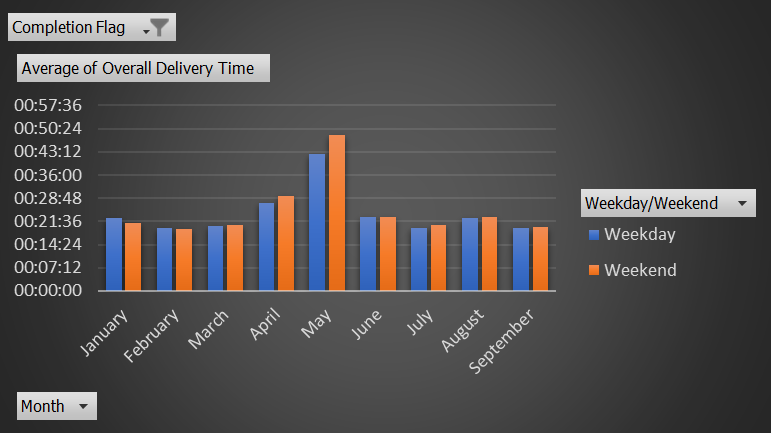 Completion Flag
Average of Overall Delivery Time
00:57:36
00:50:24
00:43:12
00:36:00
00:28:48
00:21:36
00:14:24
00:07:12
00:00:00
January
February
March
April
May
June
July
August
September
Weekday/Weekend
Weekday
Weekend
Month